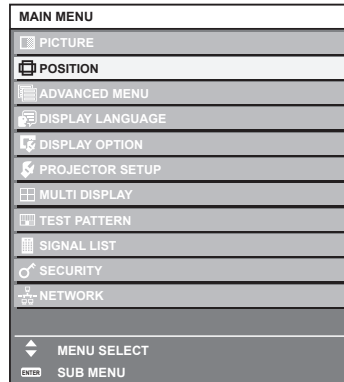 MAIN MENU
PICTURE
POSITION
ADVANCED MENU
DISPLAY LANGUAGE
DISPLAY OPTION
PROJECTOR SETUP
MULTI DISPLAY
TEST PATTERN
SIGNAL LIST
SECURITY
NETWORK
MENU SELECT
ENTER SUB MENU